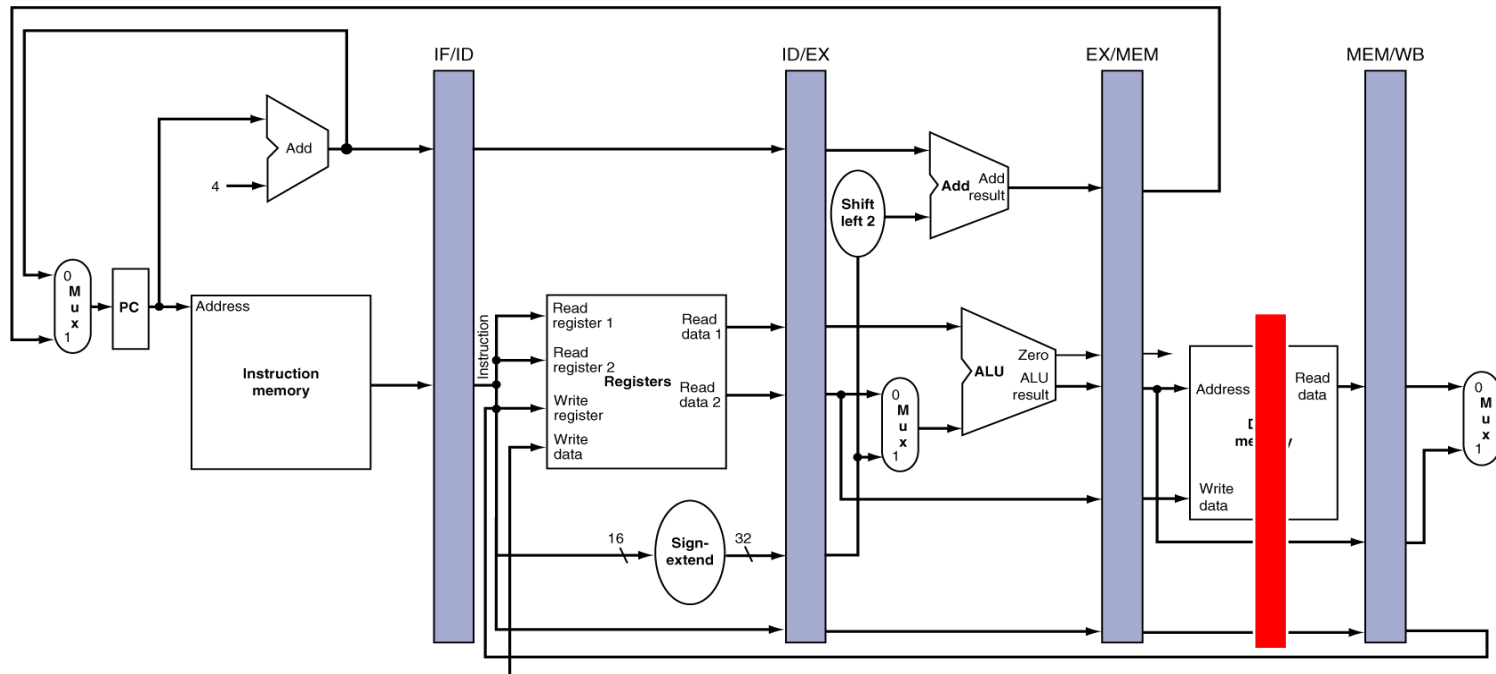 IF/ID
ID/EX
EX/MEM
MEM/WB
Add
4
Shift
left 2
Add
Add
result
0
M
u
x
1
PC
Address
Instruction
memory
Instruction
Read
register 1
Read
register 2
Write
register
Write
data
Registers
Read
data 1
Read
data 2
0
M
u
x
1
Zero
ALU
ALU
result
Address
Read
data
Write
data
0
M
u
x
1
16
Sign-
extend
32